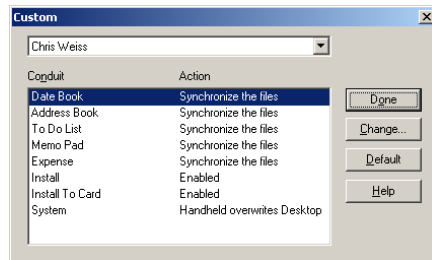 Custom
Chris Weiss
Conduit Action
Date Book Synchronize the files
Address Book Synchronize the files
To Do List Synchronize the files
Memo Pad Synchronize the files
Expense Synchronize the files
Install Enabled
Install To Card Enabled
System Handheld overwrites Desktop
Done
Change...
Default
Help